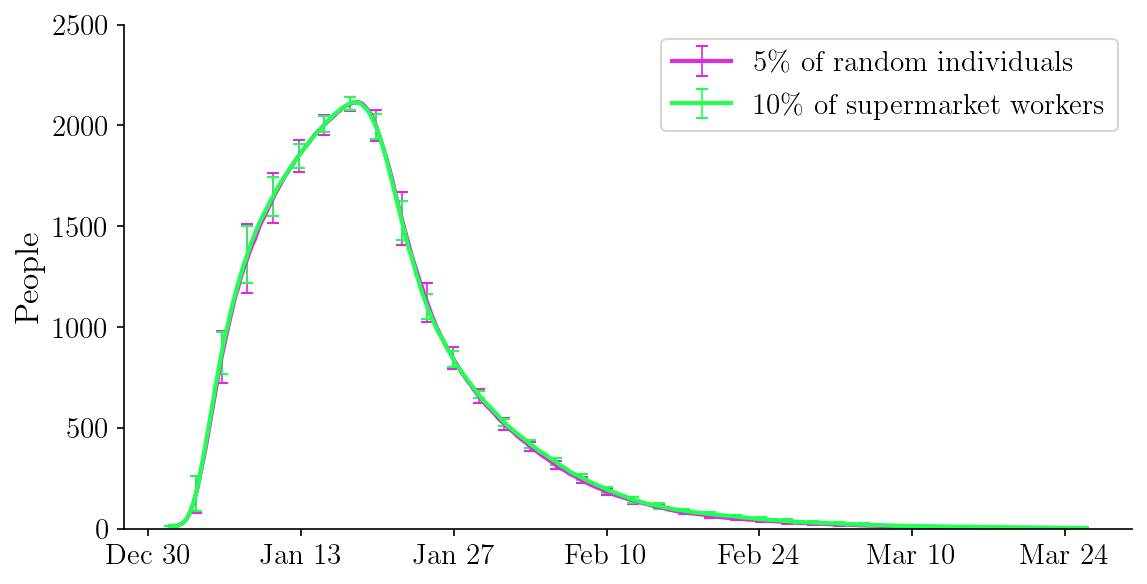 2500
2000
1500
1000
500
0
People
5% of random individuals
10% of supermarket workers
Dec 30 Jan 13 Jan 27 Feb 10 Feb 24 Mar 10 Mar 24